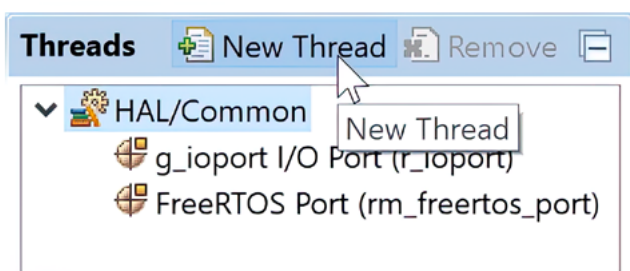 Threads New Thread Remove
HAL/Common
New Thread
g_ioport I/O Port (r_ioport)
FreeRTOS Port (rm_freertos_port)